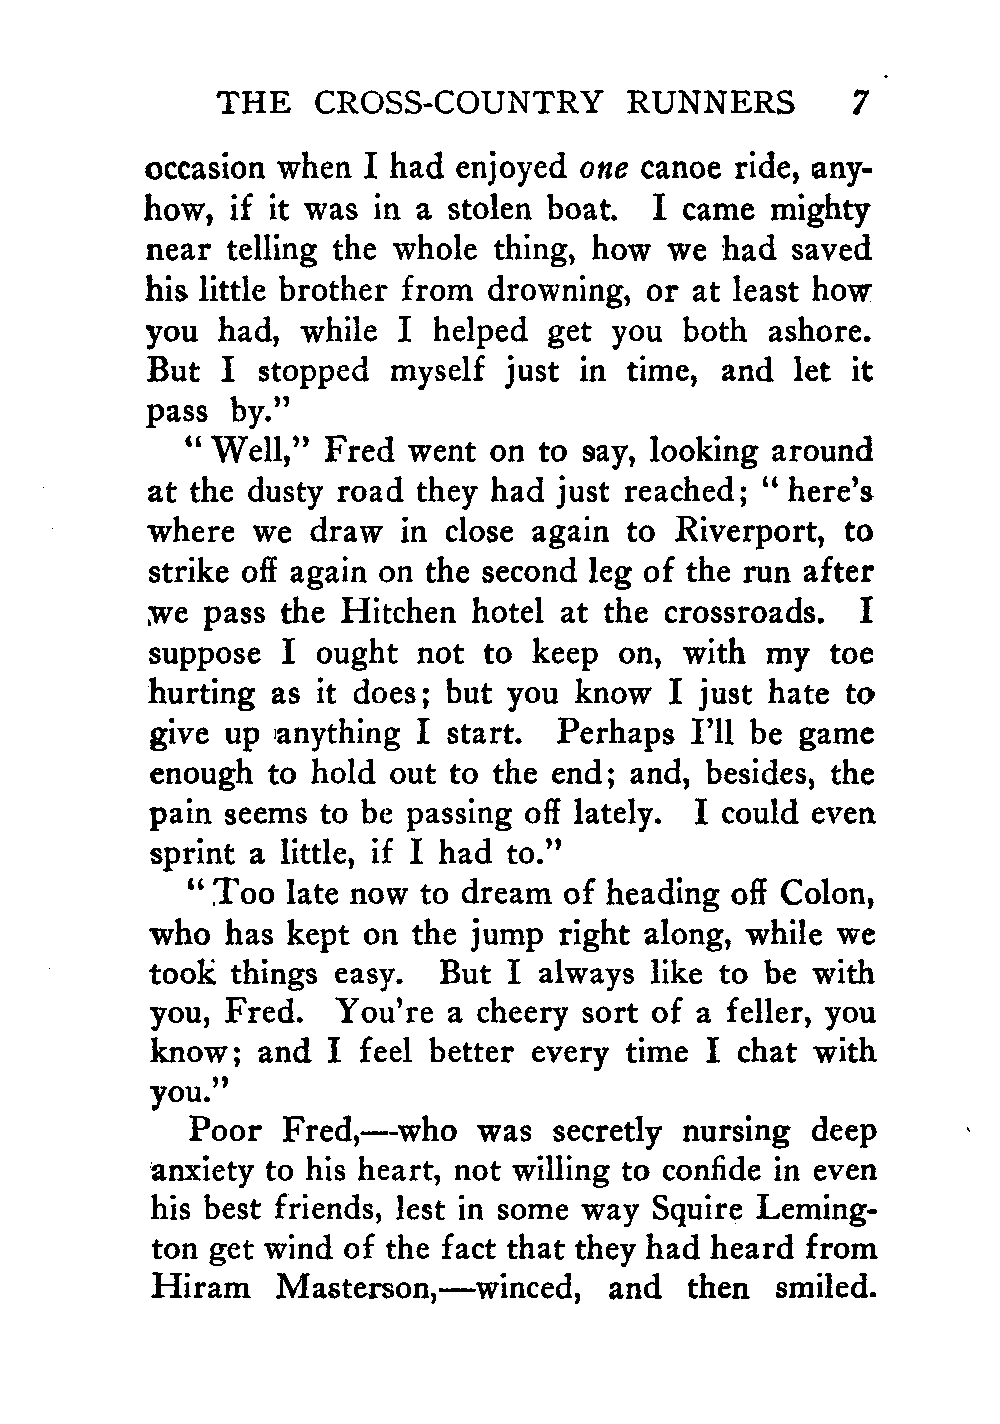 THE CROSS-COUNTRY RUNNERS 7
occasion when I had enjoyed one canoe ride, any-
how, if it was in a stolen boat. I came mighty
near telling the whole thing, how we had saved
his little brother from drowning, or at least how
you had, while I helped get you both ashore.
But I stopped myself just in time, and let it
pass by."
"Well," Fred went on to say, looking around
at the dusty road they had just reached; "here's
where we draw in close again to Riverport, to
strike off again on the second leg of the run after
we pass the Hitchen hotel at the crossroads. I
suppose I ought not to keep on, with my toe
hurting as it does; but you know I just hate to
give up anything I start. Perhaps I'll be game
enough to hold out to the end; and, besides, the
pain seems to be passing off lately. I could even
sprint a little, if I had to."
"Too late now to dream of heading off Colon,
who has kept on the jump right along, while we
took things easy. But I always like to be with
you, Fred. You're a cheery sort of a feller, you
know; and I feel better every time I chat with
you."
Poor Fred,—who was secretly nursing deep
anxiety to his heart, not willing to confide in even
his best friends, lest in some way Squire Leming-
ton get wind of the fact that they had heard from
Hiram Masterson,—winced, and then smiled.